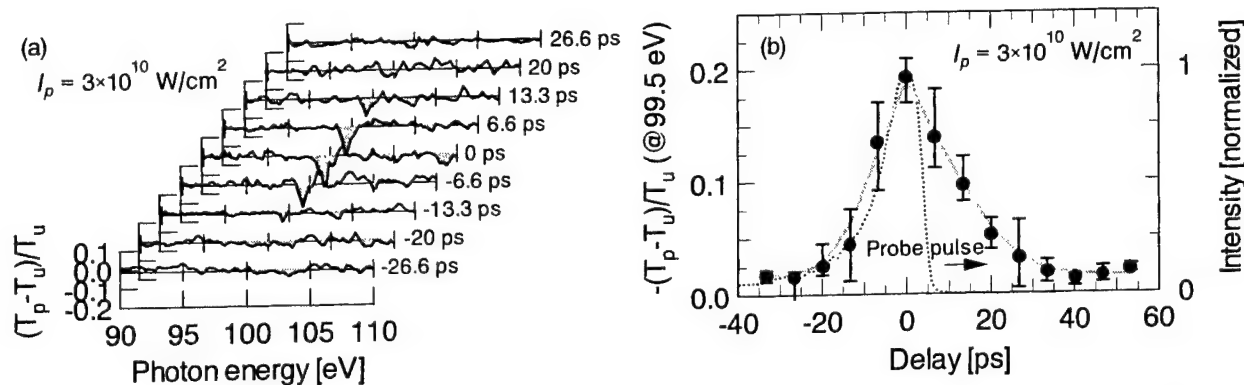 (a)
I_p = 3×10^10 W/cm^2
26.6 ps
20 ps
13.3 ps
6.6 ps
0 ps
-6.6 ps
-13.3 ps
-20 ps
-26.6 ps
(T_p-T_u)/T_u
0.1
0.0
-0.1
-0.2
90 95 100 105 110
Photon energy [eV]
(b)
I_p = 3×10^10 W/cm^2
-(T_p-T_u)/T_u (@99.5 eV)
0.2
0.1
0.0
Probe pulse
1
0
Intensity [normalized]
-40 -20 0 20 40 60
Delay [ps]